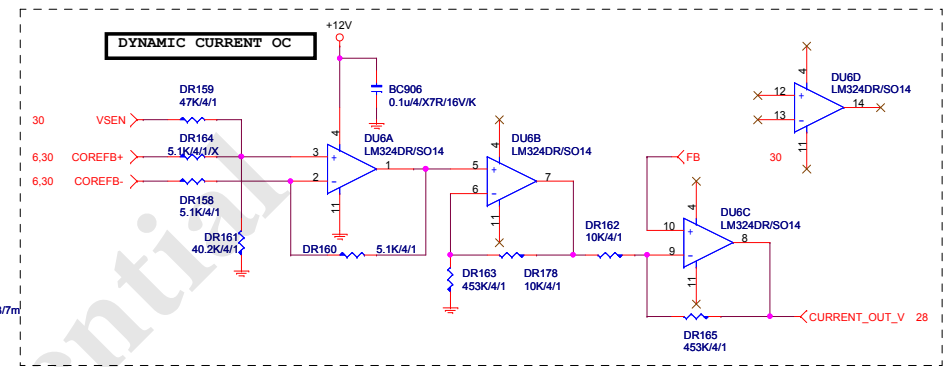 DYNAMIC CURRENT OC
+12V
BC906
0.1u/4/X7R/16V/K
DR159
47K/4/1
30 VSEN
DR164
5.1K/4/1/X
6,30 COREFB+
6,30 COREFB-
DR158
5.1K/4/1
DR161
40.2K/4/1
DR160 5.1K/4/1
DU6A
LM324DR/SO14
3
2
1
4
11
+
-
DU6B
LM324DR/SO14
5
6
7
4
11
+
-
DR163
453K/4/1
DR178
10K/4/1
DR162
10K/4/1
FB 30
DU6C
LM324DR/SO14
10
9
8
4
11
+
-
DR165
453K/4/1
CURRENT_OUT_V 28
DU6D
LM324DR/SO14
12
13
14
4
11
+
-
/7m
ential